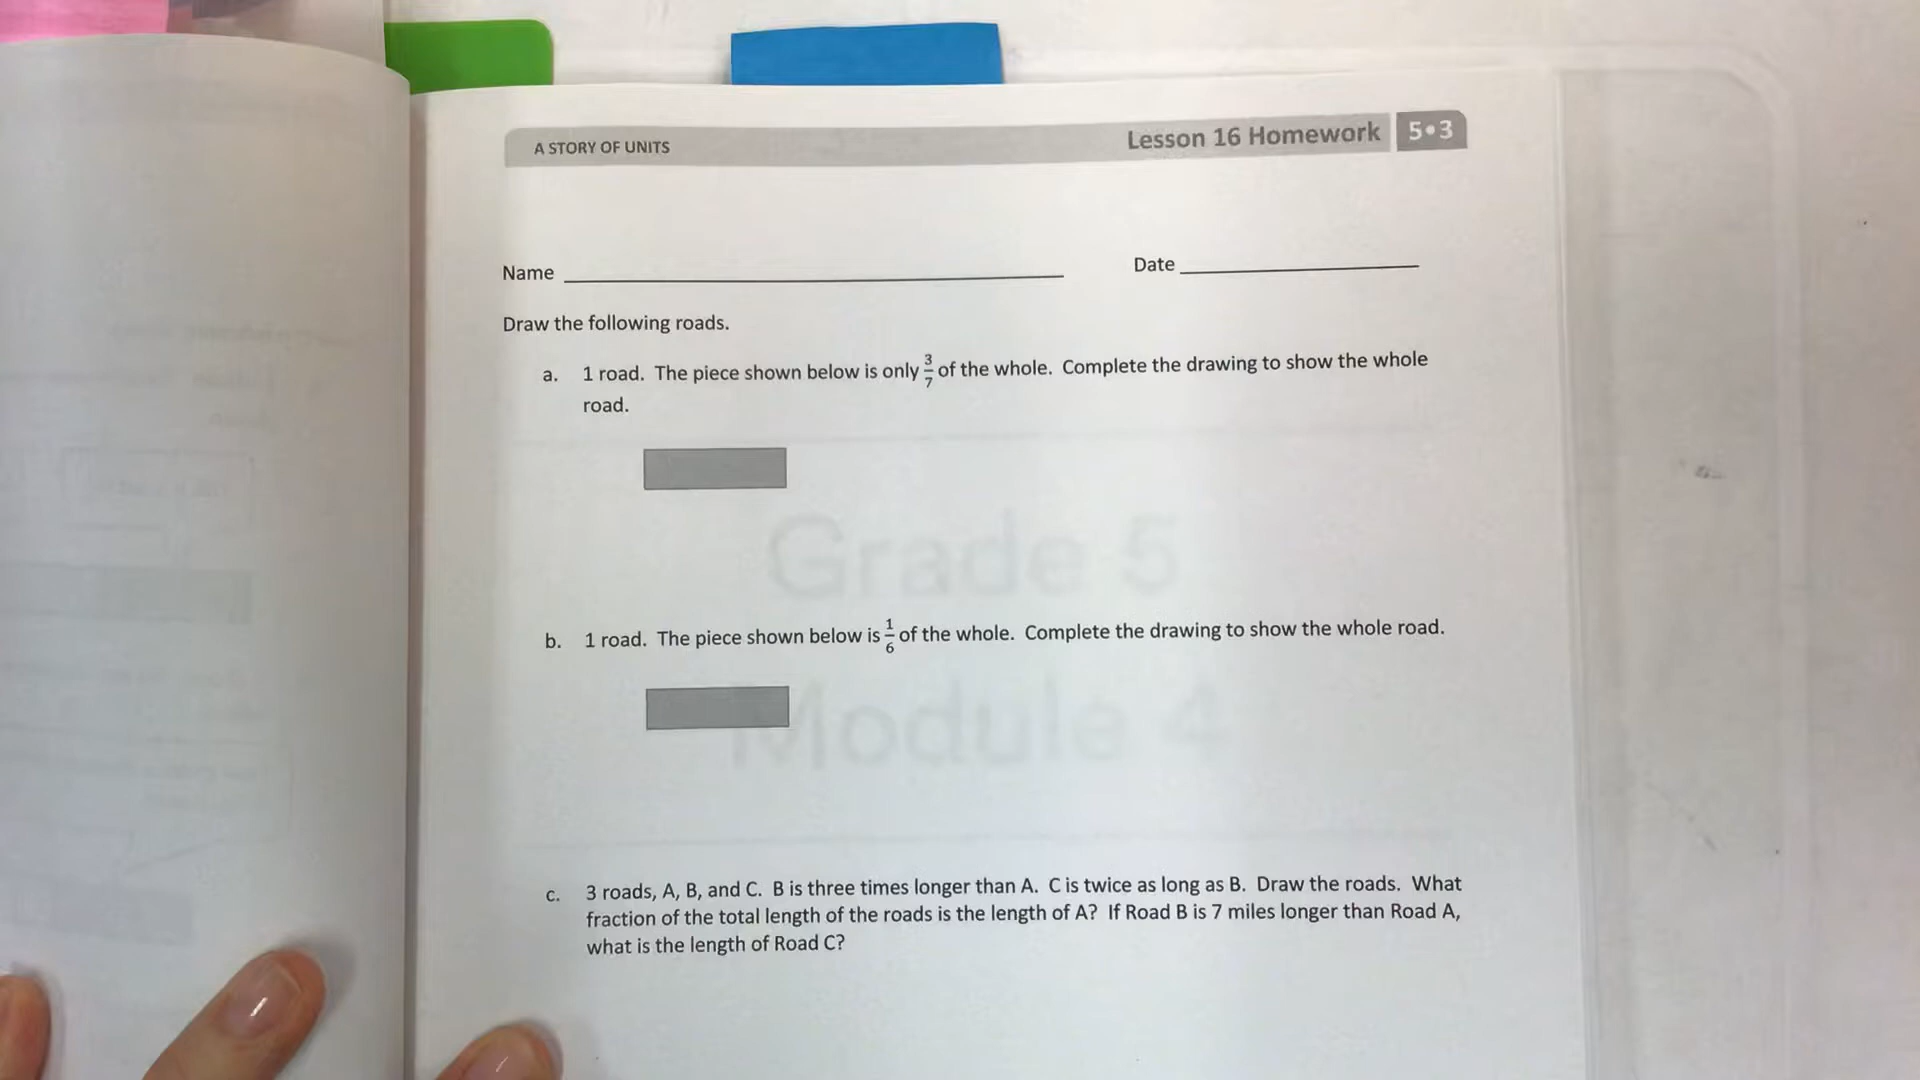 A STORY OF UNITS
Lesson 16 Homework 5•3
Name
Date
Draw the following roads.
a. 1 road. The piece shown below is only 3/7 of the whole. Complete the drawing to show the whole
road.
Grade 5
b. 1 road. The piece shown below is 1/6 of the whole. Complete the drawing to show the whole road.
Module 4
c. 3 roads, A, B, and C. B is three times longer than A. C is twice as long as B. Draw the roads. What
fraction of the total length of the roads is the length of A? If Road B is 7 miles longer than Road A,
what is the length of Road C?